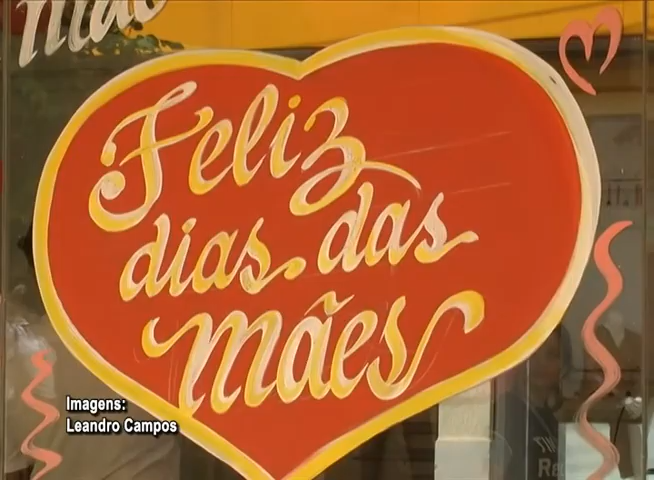 Feliz
dias das
mães
Imagens:
Leandro Campos